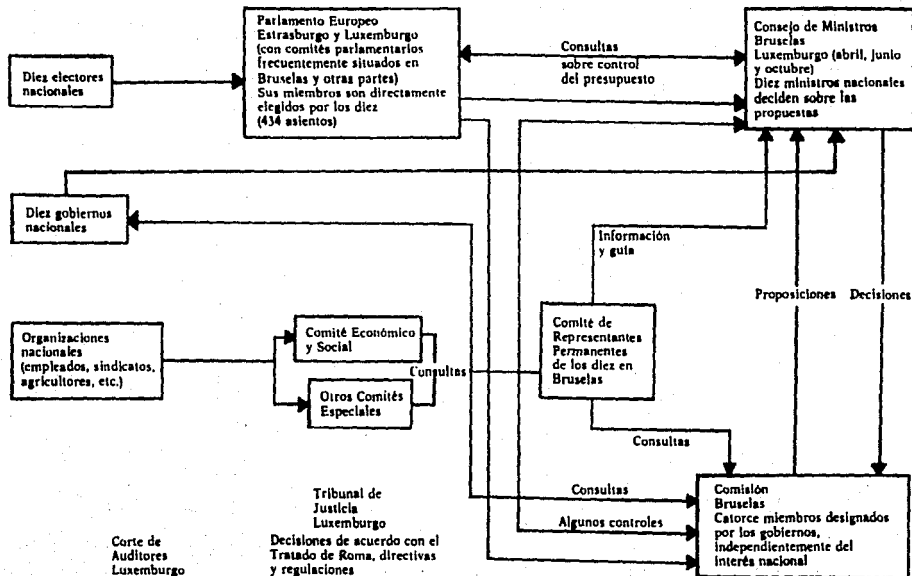 Parlamento Europeo
Estrasburgo y Luxemburgo
(con comités parlamentarios
frecuentemente situados en
Bruselas y otras partes)
Sus miembros son directamente
elegidos por los diez
(434 asientos)
Consultas
sobre control
del presupuesto
Consejo de Ministros
Bruselas
Luxemburgo (abril, junio
y octubre)
Diez ministros nacionales
deciden sobre las
propuestas
Diez electores
nacionales
Diez gobiernos
nacionales
Información
y guía
Proposiciones
Decisiones
Organizaciones
nacionales
(empleados, sindicatos,
agricultores, etc.)
Comité Económico
y Social
Otros Comités
Especiales
Consultas
Comité de
Representantes
Permanentes
de los diez en
Bruselas
Consultas
Consultas
Algunos controles
Comisión
Bruselas
Catorce miembros designados
por los gobiernos,
independientemente del
interés nacional
Tribunal de
Justicia
Luxemburgo
Decisiones de acuerdo con el
Tratado de Roma, directivas
y regulaciones
Corte de
Auditores
Luxemburgo